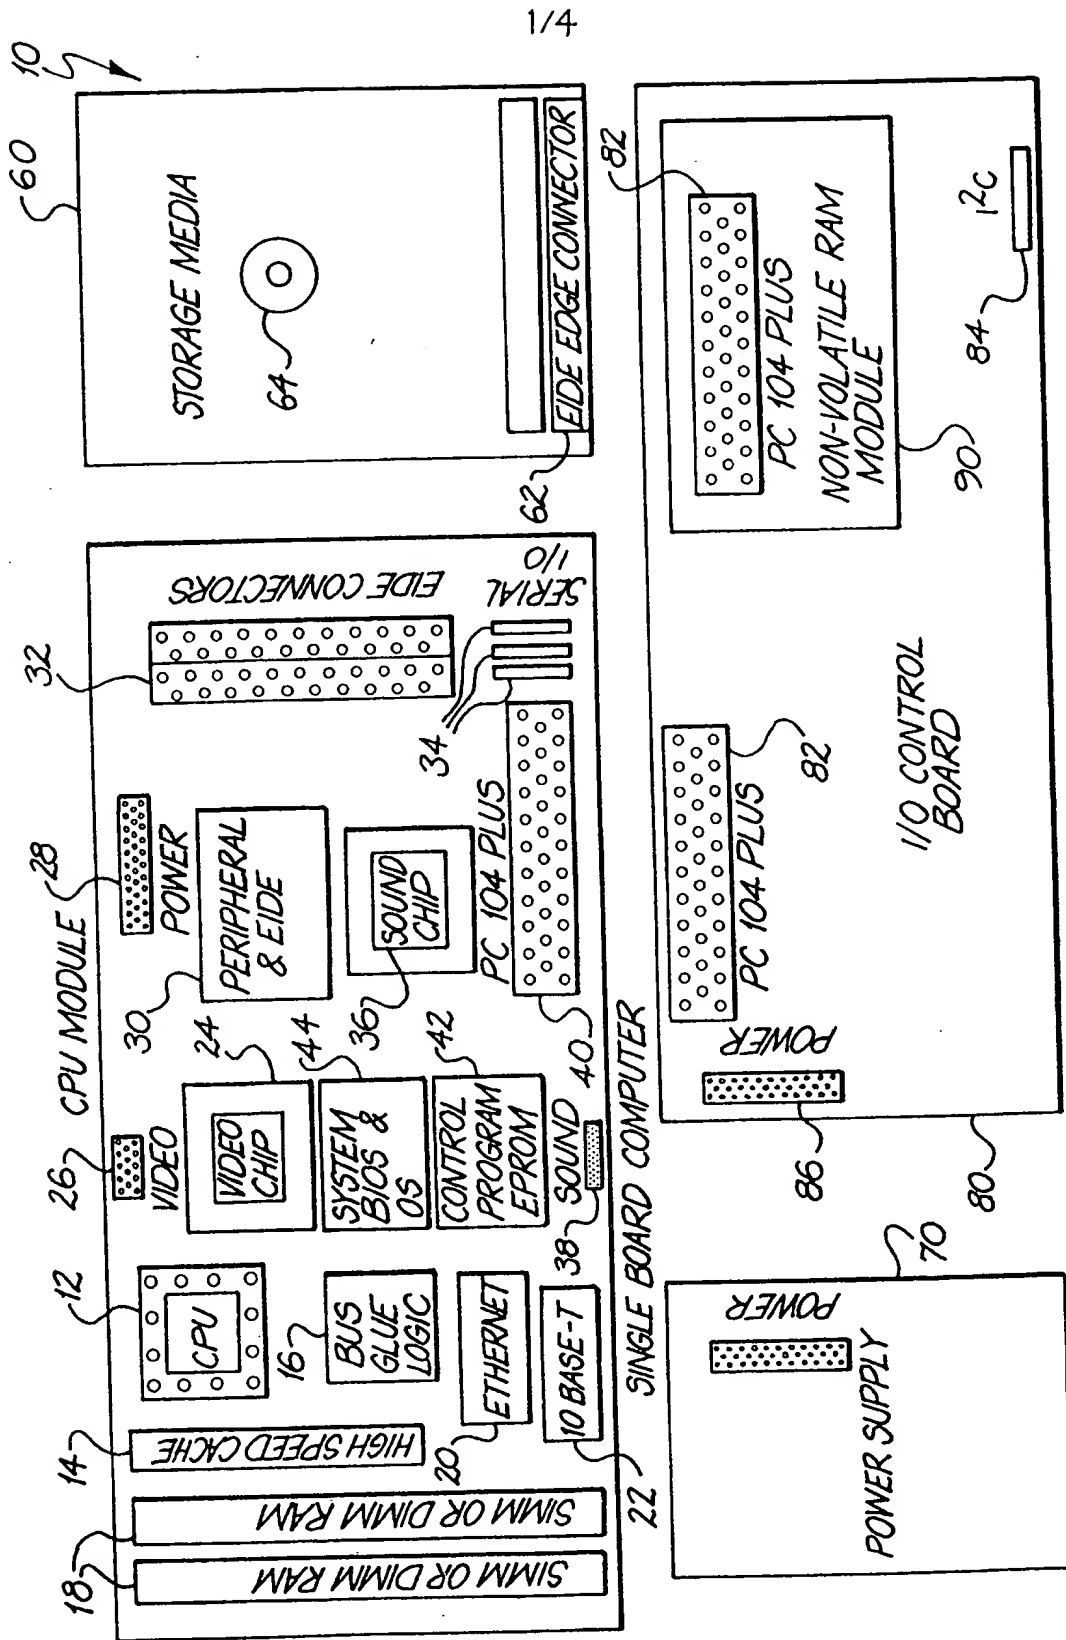 1/4
10
60
STORAGE MEDIA
64
EIDE EDGE CONNECTOR
62
CPU MODULE
18
SIMM OR DIMM RAM
SIMM OR DIMM RAM
14
HIGH SPEED CACHE
12
CPU
16
BUS
GLUE
LOGIC
20
ETHERNET
22
10 BASE-T
26
VIDEO
24
VIDEO
CHIP
44
SYSTEM
BIOS &
OS
42
CONTROL
PROGRAM
EPROM
38
SOUND
28
POWER
30
PERIPHERAL
& EIDE
36
SOUND
CHIP
PC 104 PLUS
40
32
EIDE CONNECTORS
34
SERIAL
I/O
SINGLE BOARD COMPUTER
70
POWER
POWER SUPPLY
80
86
POWER
82
PC 104 PLUS
I/O CONTROL
BOARD
82
PC 104 PLUS
NON-VOLATILE RAM
MODULE
90
84
I2C